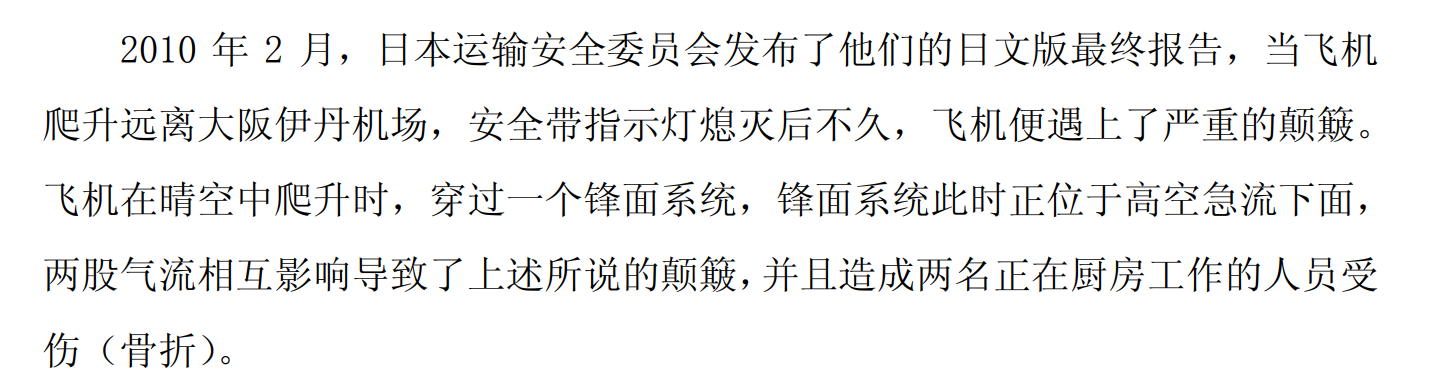 2010 年 2 月，日本运输安全委员会发布了他们的日文版最终报告，当飞机
爬升远离大阪伊丹机场，安全带指示灯熄灭后不久，飞机便遇上了严重的颠簸。
飞机在晴空中爬升时，穿过一个锋面系统，锋面系统此时正位于高空急流下面，
两股气流相互影响导致了上述所说的颠簸，并且造成两名正在厨房工作的人员受
伤（骨折）。